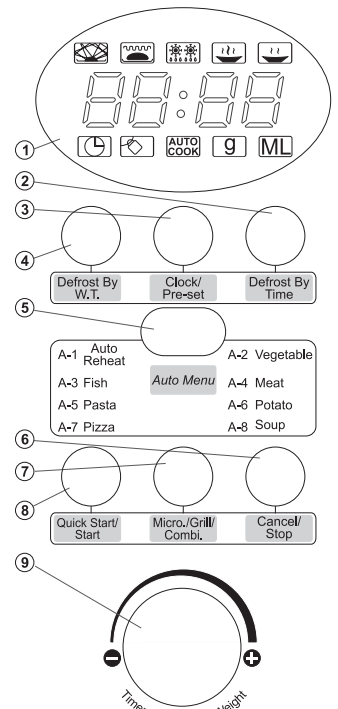 88:88
1
AUTO
COOK
g
ML
2
3
4
Defrost By
W.T.
Clock/
Pre-set
Defrost By
Time
5
A-1 Auto
Reheat
A-2 Vegetable
A-3 Fish
Auto Menu
A-4 Meat
A-5 Pasta
A-6 Potato
A-7 Pizza
A-8 Soup
6
7
8
Quick Start/
Start
Micro./Grill/
Combi.
Cancel/
Stop
9